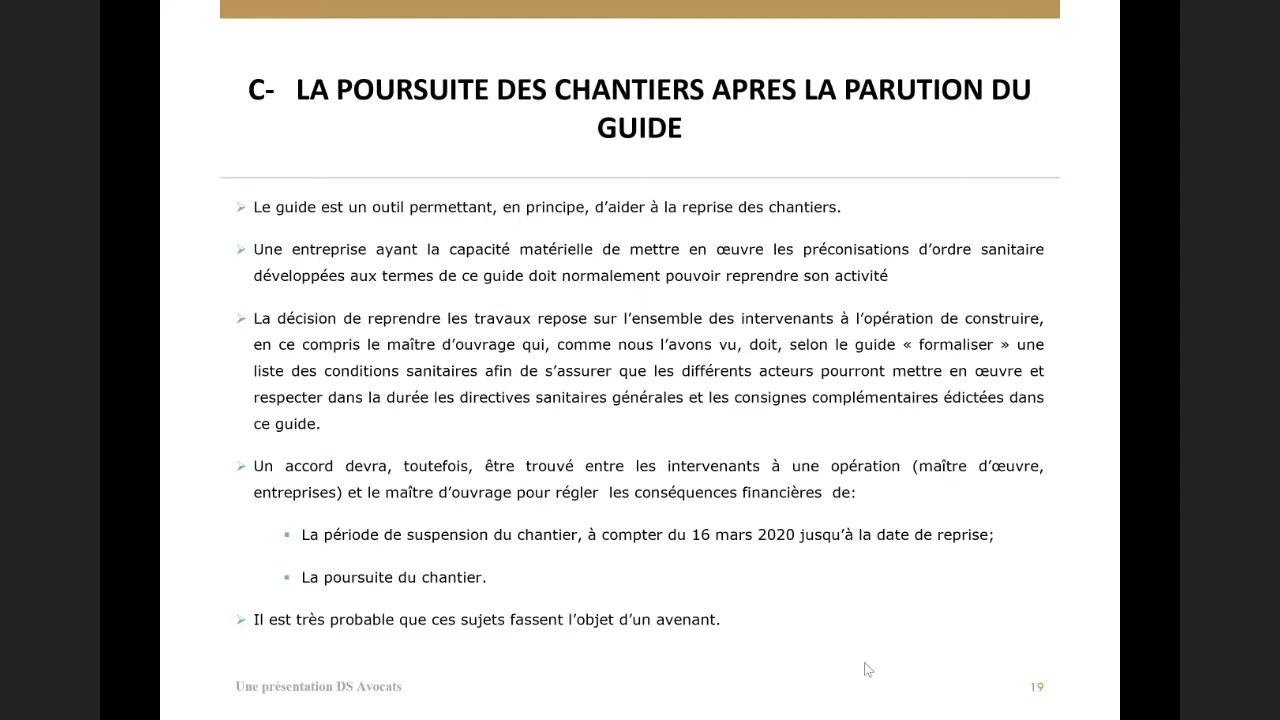 C- LA POURSUITE DES CHANTIERS APRES LA PARUTION DU
GUIDE
Le guide est un outil permettant, en principe, d’aider à la reprise des chantiers.
Une entreprise ayant la capacité matérielle de mettre en œuvre les préconisations d’ordre sanitaire
développées aux termes de ce guide doit normalement pouvoir reprendre son activité
La décision de reprendre les travaux repose sur l’ensemble des intervenants à l’opération de construire,
en ce compris le maître d’ouvrage qui, comme nous l’avons vu, doit, selon le guide « formaliser » une
liste des conditions sanitaires afin de s’assurer que les différents acteurs pourront mettre en œuvre et
respecter dans la durée les directives sanitaires générales et les consignes complémentaires édictées dans
ce guide.
Un accord devra, toutefois, être trouvé entre les intervenants à une opération (maître d’œuvre,
entreprises) et le maître d’ouvrage pour régler les conséquences financières de:
La période de suspension du chantier, à compter du 16 mars 2020 jusqu’à la date de reprise;
La poursuite du chantier.
Il est très probable que ces sujets fassent l’objet d’un avenant.
Une présentation DS Avocats
19